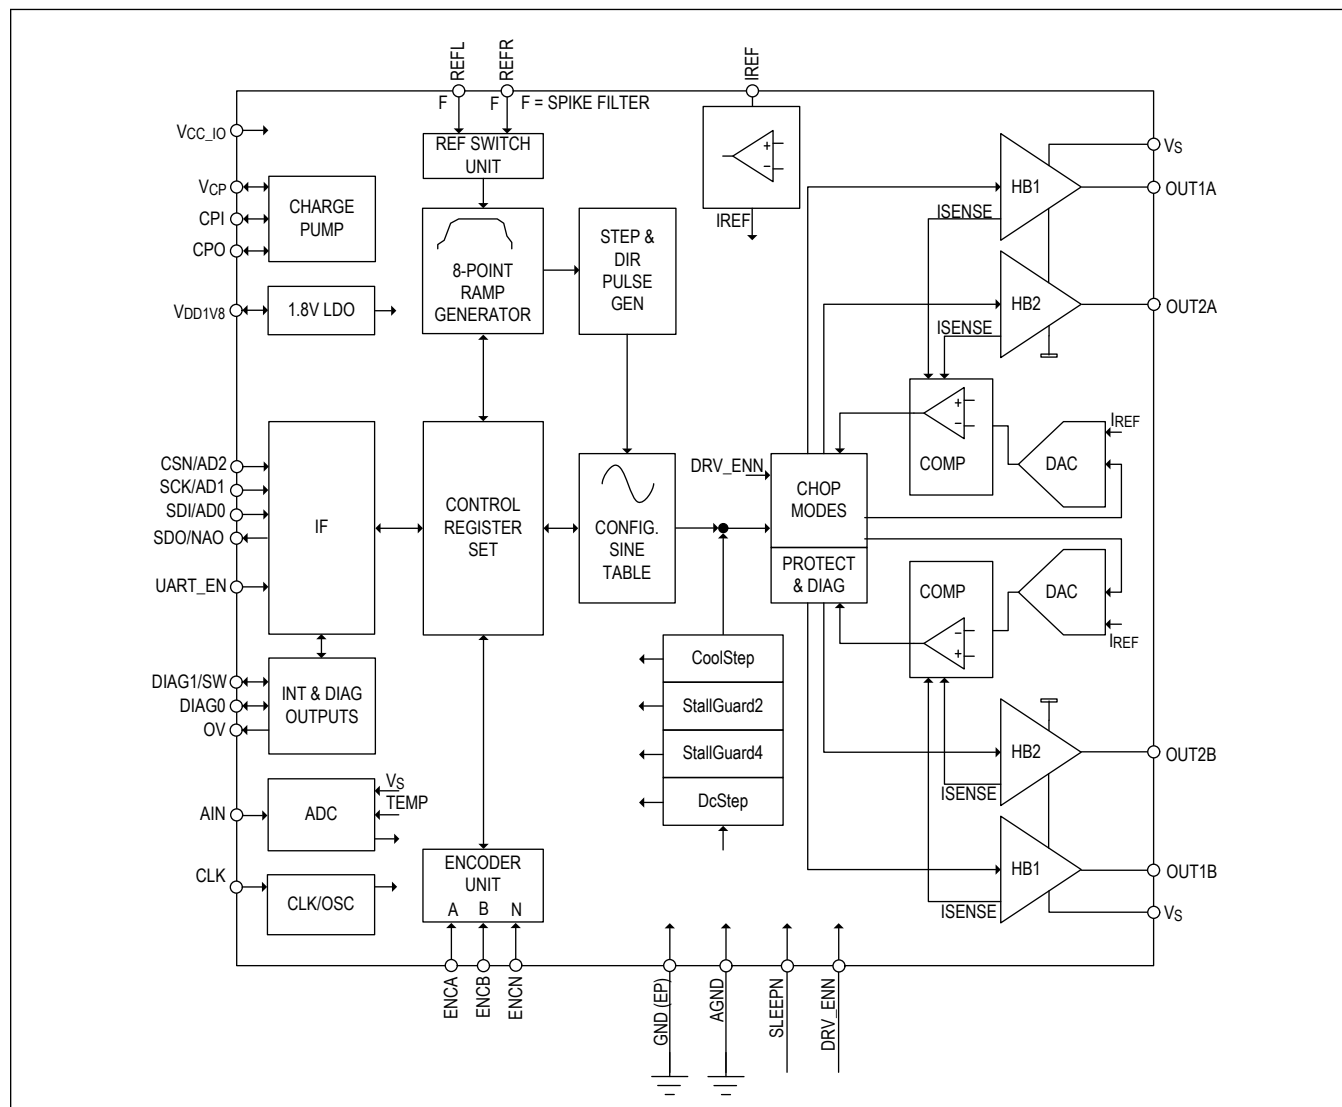 REFL
REFR
IREF
F
F
F = SPIKE FILTER
VCC_IO
REF SWITCH
UNIT
+
−
IREF
VS
HB1
OUT1A
ISENSE
VCP
CPI
CPO
CHARGE
PUMP
8-POINT
RAMP
GENERATOR
STEP &
DIR
PULSE
GEN
HB2
OUT2A
ISENSE
VDD1V8
1.8V LDO
+
−
COMP
DAC
IREF
CSN/AD2
SCK/AD1
SDI/AD0
SDO/NAO
UART_EN
IF
CONTROL
REGISTER
SET
CONFIG.
SINE
TABLE
DRV_ENN
CHOP
MODES
PROTECT
& DIAG
COMP
−
+
DAC
IREF
DIAG1/SW
DIAG0
OV
INT & DIAG
OUTPUTS
CoolStep
StallGuard2
StallGuard4
DcStep
HB2
OUT2B
ISENSE
AIN
ADC
VS
TEMP
CLK
CLK/OSC
ENCODER
UNIT
A B N
HB1
OUT1B
ISENSE
VS
ENCA
ENCB
ENCN
GND (EP)
AGND
SLEEPN
DRV_ENN